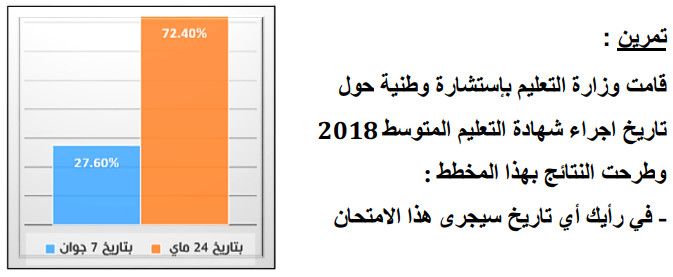 تمرين :
قامت وزارة التعليم بإستشارة وطنية حول
تاريخ اجراء شهادة التعليم المتوسط 2018
وطرحت النتائج بهذا المخطط :
- في رأيك أي تاريخ سيجرى هذا الامتحان
72.40%
27.60%
بتاريخ 24 ماي
بتاريخ 7 جوان